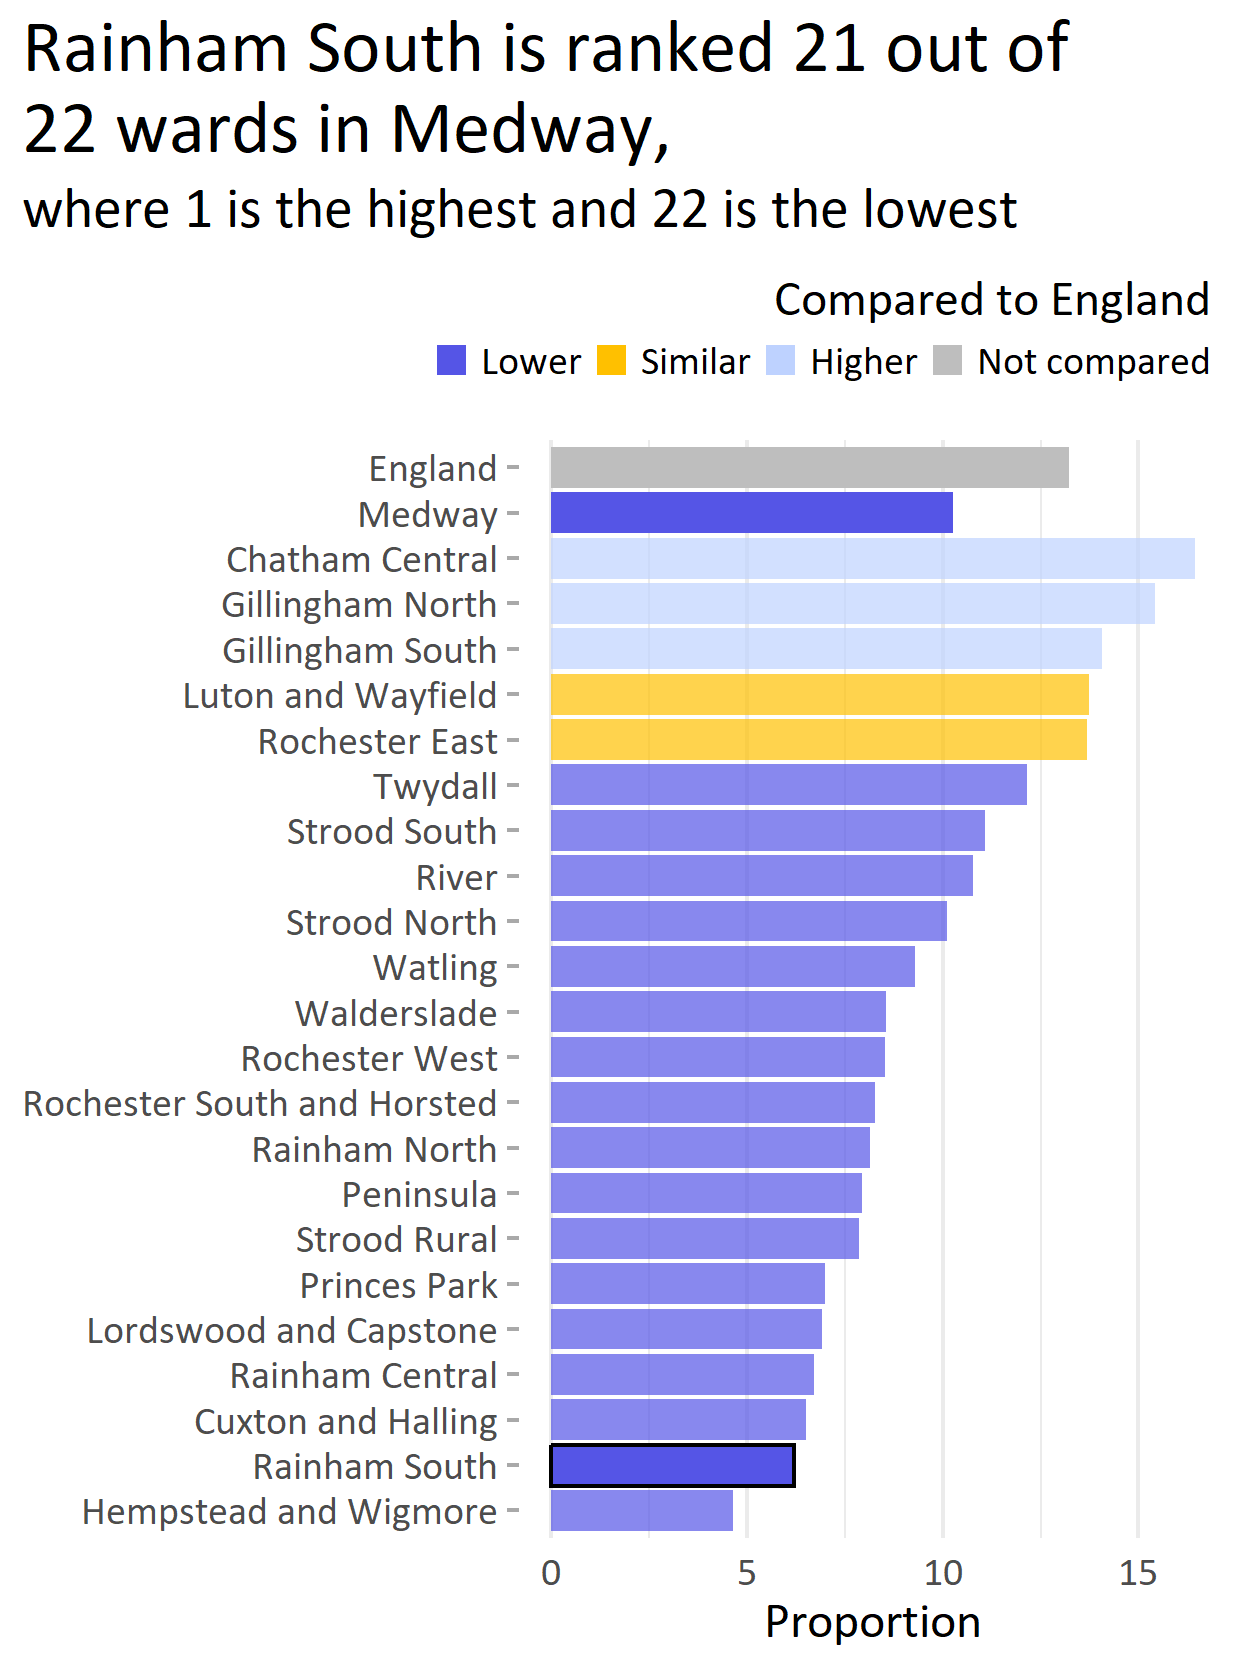 Rainham South is ranked 21 out of
22 wards in Medway,
where 1 is the highest and 22 is the lowest
Compared to England
Lower Similar Higher Not compared
England
Medway
Chatham Central
Gillingham North
Gillingham South
Luton and Wayfield
Rochester East
Twydall
Strood South
River
Strood North
Watling
Walderslade
Rochester West
Rochester South and Horsted
Rainham North
Peninsula
Strood Rural
Princes Park
Lordswood and Capstone
Rainham Central
Cuxton and Halling
Rainham South
Hempstead and Wigmore
0 5 10 15
Proportion